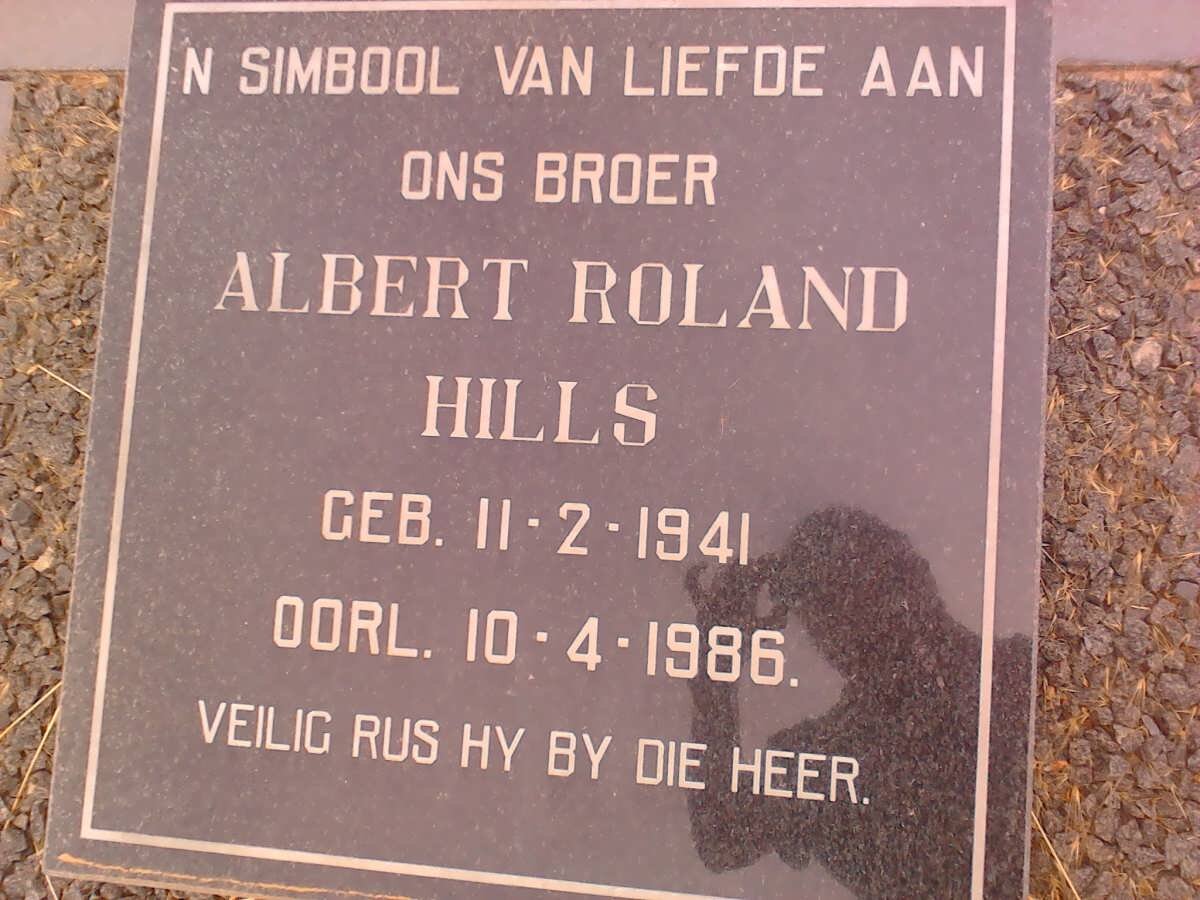 'N SIMBOOL VAN LIEFDE AAN
ONS BROER
ALBERT ROLAND
HILLS
GEB. 11-2-1941
OORL. 10-4-1986.
VEILIG RUS HY BY DIE HEER.